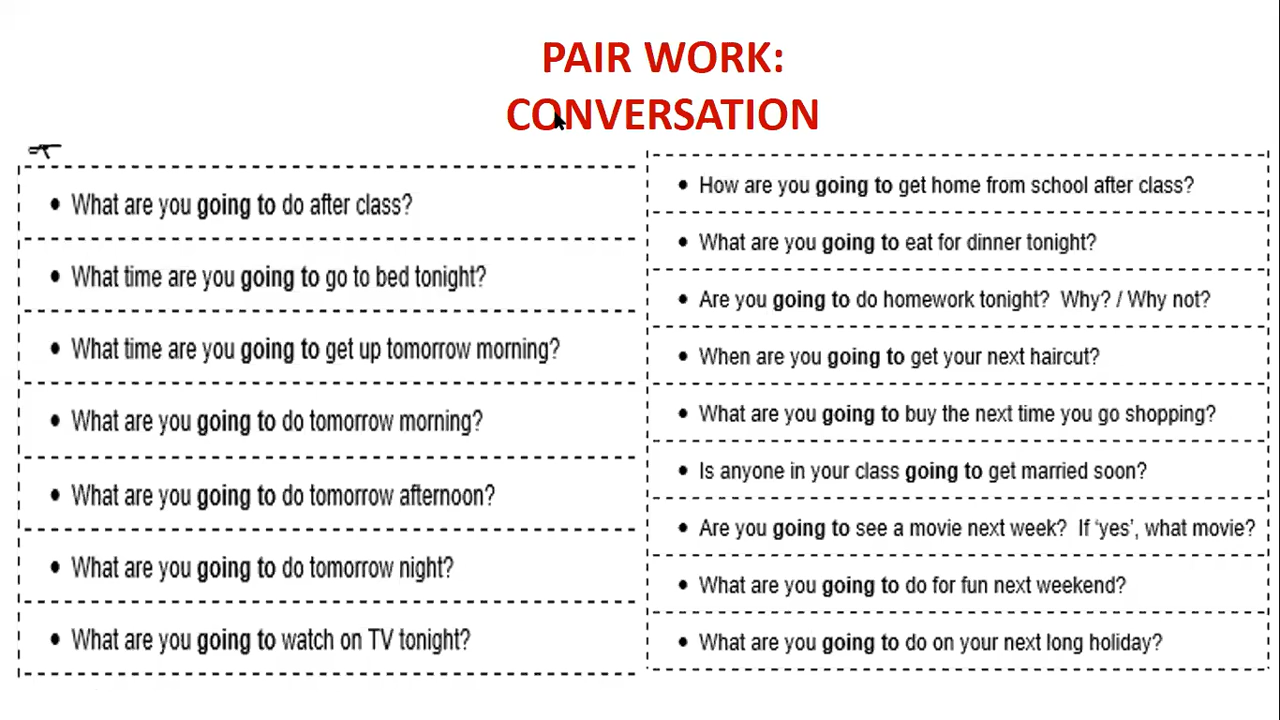 PAIR WORK:
CONVERSATION
• What are you going to do after class?
• What time are you going to go to bed tonight?
• What time are you going to get up tomorrow morning?
• What are you going to do tomorrow morning?
• What are you going to do tomorrow afternoon?
• What are you going to do tomorrow night?
• What are you going to watch on TV tonight?
• How are you going to get home from school after class?
• What are you going to eat for dinner tonight?
• Are you going to do homework tonight? Why? / Why not?
• When are you going to get your next haircut?
• What are you going to buy the next time you go shopping?
• Is anyone in your class going to get married soon?
• Are you going to see a movie next week? If ‘yes’, what movie?
• What are you going to do for fun next weekend?
• What are you going to do on your next long holiday?